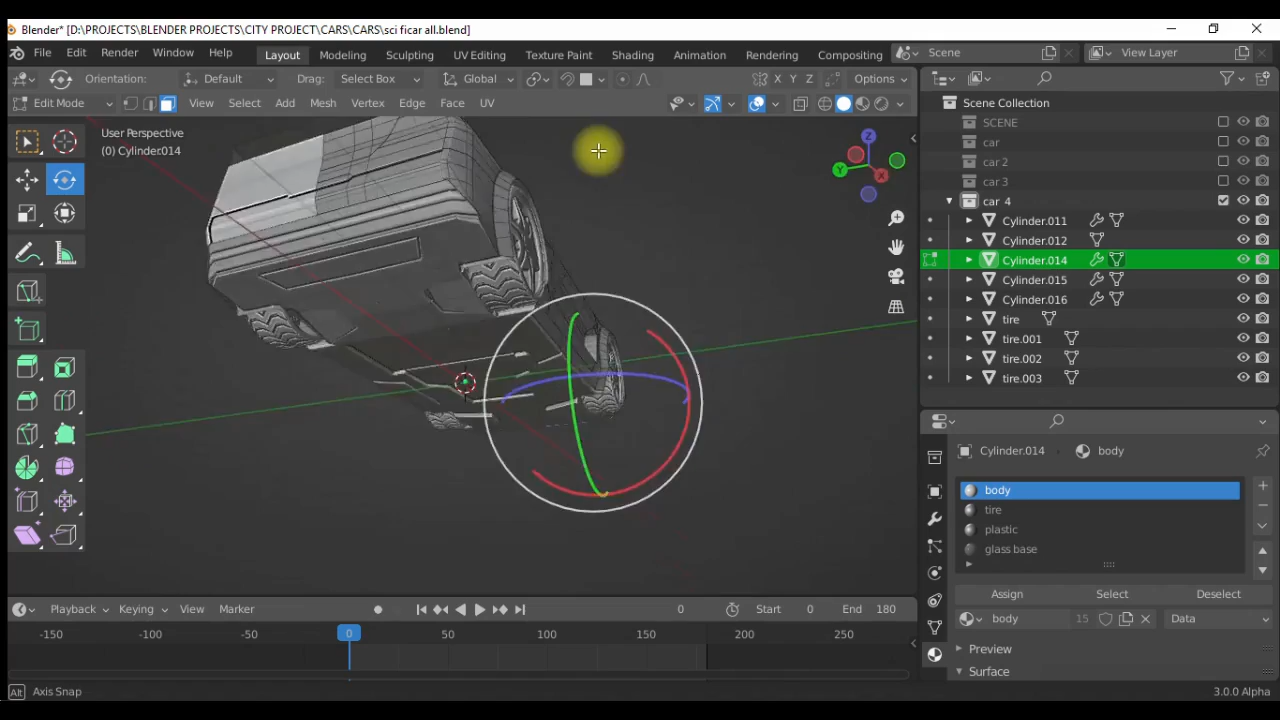 Blender* [D:\PROJECTS\BLENDER PROJECTS\CITY PROJECT\CARS\CARS\sci ficar all.blend]
File Edit Render Window Help Layout Modeling Sculpting UV Editing Texture Paint Shading Animation Rendering Compositing Scene View Layer
Orientation: Default Drag: Select Box Global X Y Z Options
Edit Mode View Select Add Mesh Vertex Edge Face UV
Scene Collection
SCENE
car
car 2
car 3
car 4
Cylinder.011
Cylinder.012
Cylinder.014
Cylinder.015
Cylinder.016
tire
tire.001
tire.002
tire.003
User Perspective
(0) Cylinder.014
Z
Y
X
Cylinder.014 body
body
tire
plastic
glass base
Assign Select Deselect
body 15 Data
Preview
Surface
Playback Keying View Marker 0 Start 0 End 180
-150 -100 -50 0 50 100 150 200 250
Alt Axis Snap 3.0.0 Alpha